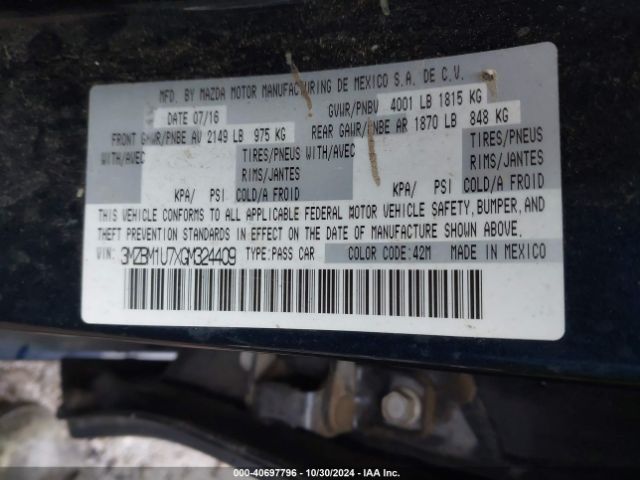 MFD. BY MAZDA MOTOR MANUFACTURING DE MEXICO S.A. DE C.V.
DATE 07/16 GVWR/PNBV 4001 LB 1815 KG
FRONT GAWR/PNBE AV 2149 LB 975 KG REAR GAWR/PNBE AR 1870 LB 848 KG
WITH/AVEC TIRES/PNEUS WITH/AVEC TIRES/PNEUS
RIMS/JANTES RIMS/JANTES
KPA/ PSI COLD/A FROID KPA/ PSI COLD/A FROID
THIS VEHICLE CONFORMS TO ALL APPLICABLE FEDERAL MOTOR VEHICLE SAFETY, BUMPER, AND
THEFT PREVENTION STANDARDS IN EFFECT ON THE DATE OF MANUFACTURE SHOWN ABOVE.
VIN: 3MZBM1U7XGM324409 TYPE:PASS CAR COLOR CODE:42M MADE IN MEXICO
000-40697796 - 10/30/2024 - IAA Inc.